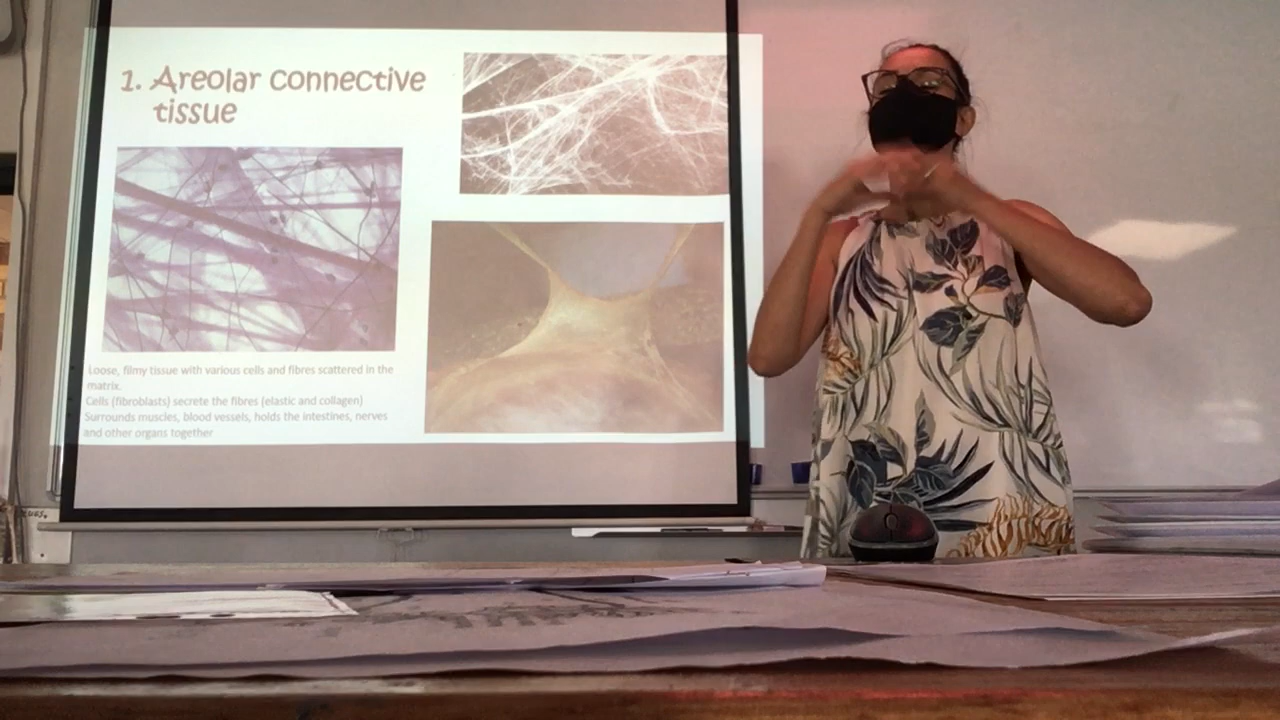 1. Areolar connective
tissue
Loose, filmy tissue with various cells and fibres scattered in the
matrix.
Cells (fibroblasts) secrete the fibres (elastic and collagen)
Surrounds muscles, blood vessels, holds the intestines, nerves
and other organs together